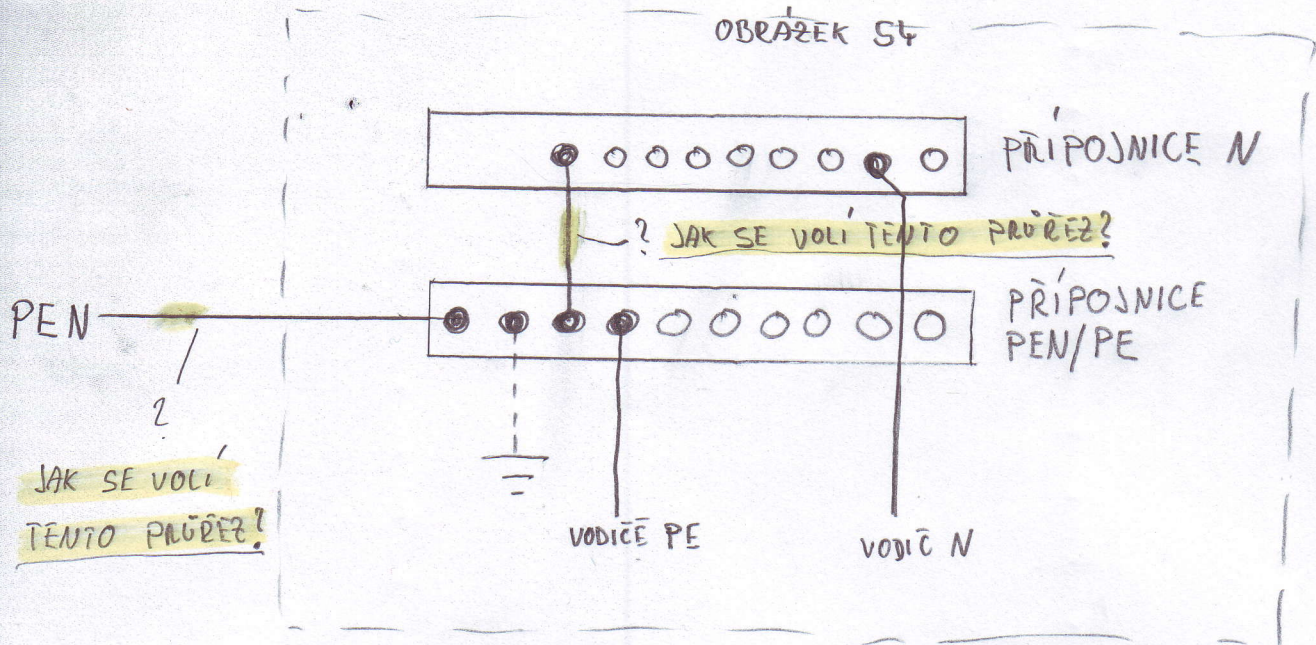 OBRÁZEK 54
PŘÍPOJNICE N
? JAK SE VOLÍ TENTO PRŮŘEZ?
PEN
PŘÍPOJNICE
PEN/PE
?
JAK SE VOLÍ
TENTO PRŮŘEZ?
VODIČE PE
VODIČ N